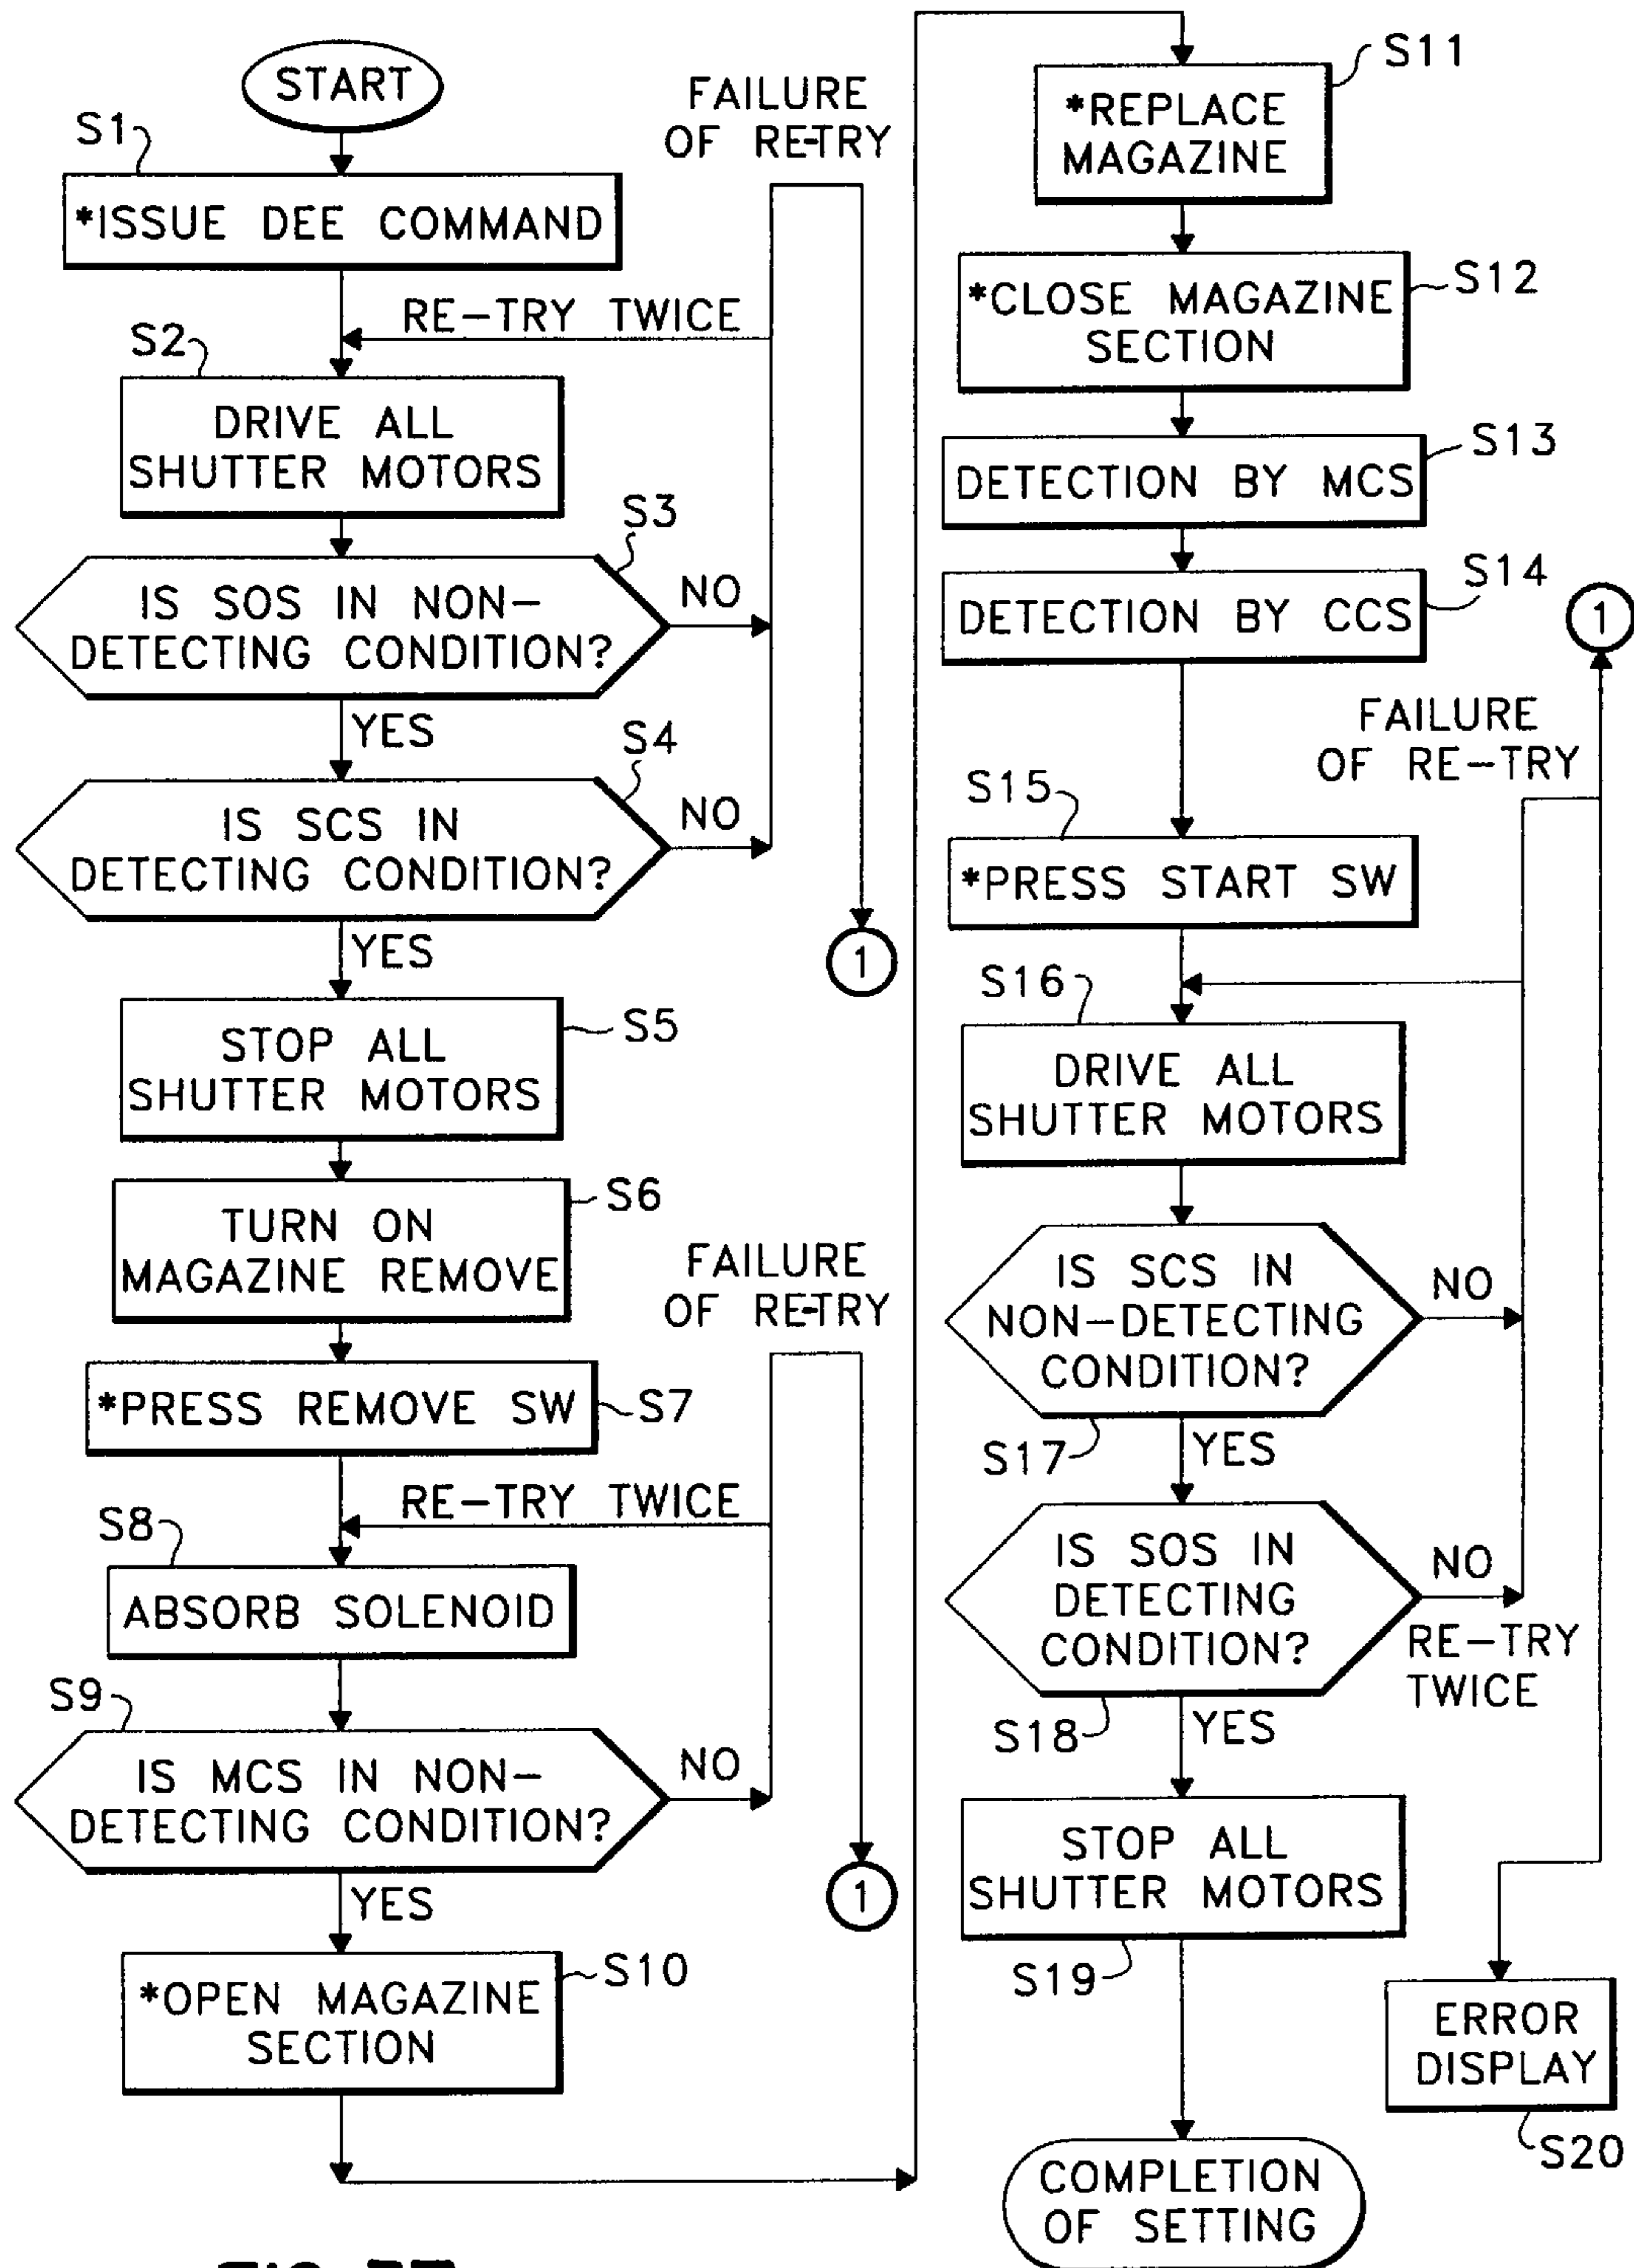 START
S1
*ISSUE DEE COMMAND
FAILURE
OF RE-TRY
RE-TRY TWICE
S2
DRIVE ALL
SHUTTER MOTORS
S3
IS SOS IN NON-
DETECTING CONDITION?
NO
YES
S4
IS SCS IN
DETECTING CONDITION?
NO
YES
1
S5
STOP ALL
SHUTTER MOTORS
S6
TURN ON
MAGAZINE REMOVE
FAILURE
OF RE-TRY
*PRESS REMOVE SW
S7
RE-TRY TWICE
S8
ABSORB SOLENOID
S9
IS MCS IN NON-
DETECTING CONDITION?
NO
YES
1
S10
*OPEN MAGAZINE
SECTION
S11
*REPLACE
MAGAZINE
S12
*CLOSE MAGAZINE
SECTION
S13
DETECTION BY MCS
S14
DETECTION BY CCS
1
FAILURE
OF RE-TRY
S15
*PRESS START SW
S16
DRIVE ALL
SHUTTER MOTORS
IS SCS IN
NON-DETECTING
CONDITION?
NO
S17
YES
IS SOS IN
DETECTING
CONDITION?
NO
RE-TRY
TWICE
S18
YES
STOP ALL
SHUTTER MOTORS
S19
ERROR
DISPLAY
S20
COMPLETION
OF SETTING